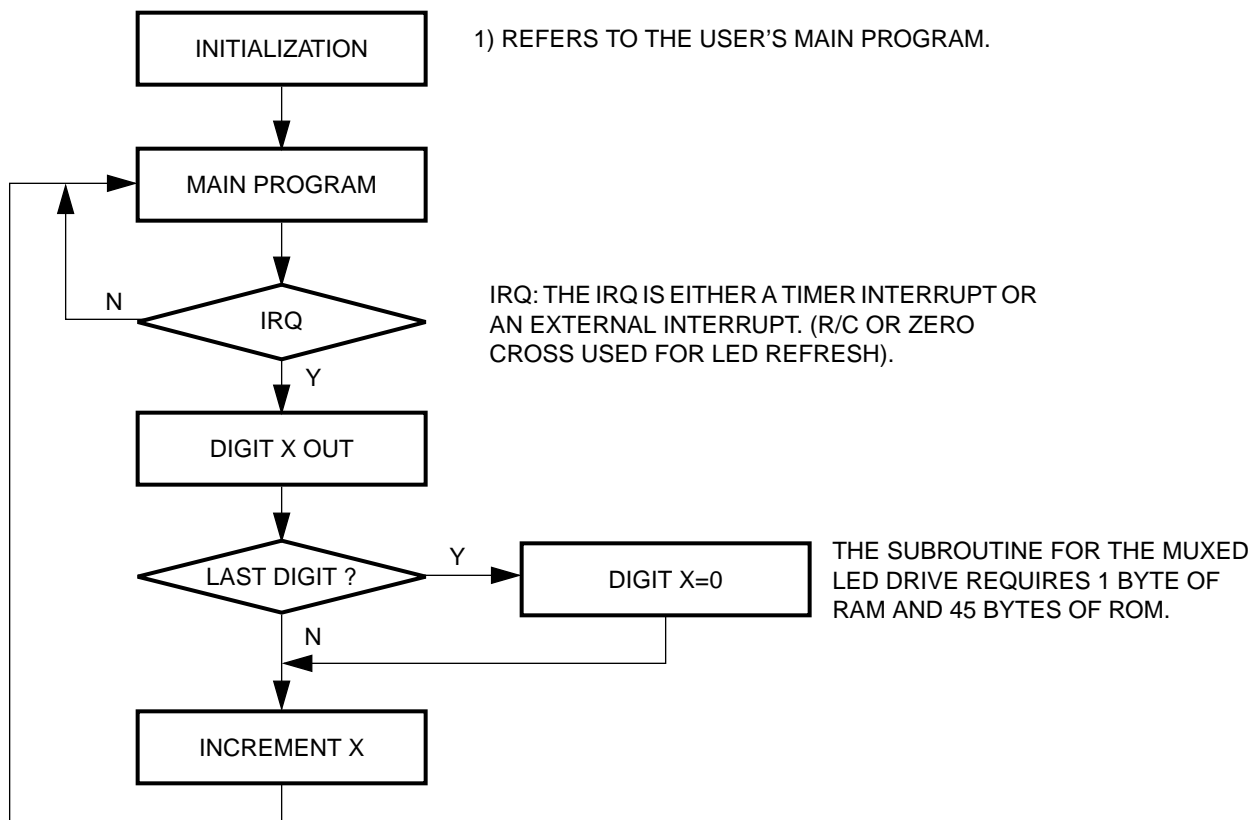 INITIALIZATION
1) REFERS TO THE USER'S MAIN PROGRAM.
MAIN PROGRAM
N
IRQ
IRQ: THE IRQ IS EITHER A TIMER INTERRUPT OR
AN EXTERNAL INTERRUPT. (R/C OR ZERO
CROSS USED FOR LED REFRESH).
Y
DIGIT X OUT
LAST DIGIT ?
Y
DIGIT X=0
THE SUBROUTINE FOR THE MUXED
LED DRIVE REQUIRES 1 BYTE OF
RAM AND 45 BYTES OF ROM.
N
INCREMENT X